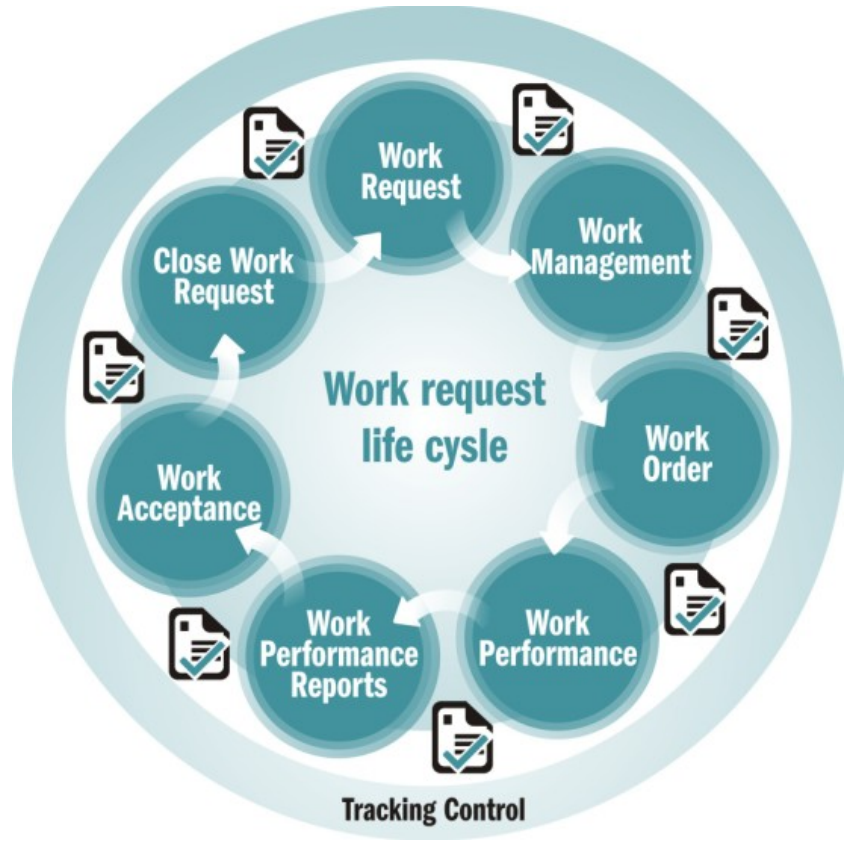 Work
Request
Work
Management
Work
Order
Work
Performance
Work
Performance
Reports
Work
Acceptance
Close Work
Request
Work request
life cysle
Tracking Control